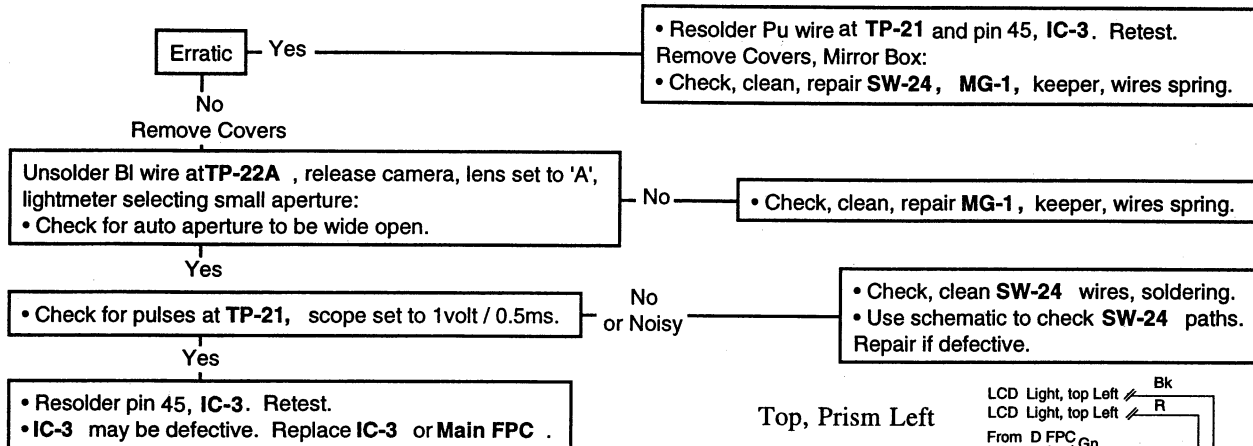 • Resolder Pu wire at TP-21 and pin 45, IC-3. Retest.
Remove Covers, Mirror Box:
• Check, clean, repair SW-24, MG-1, keeper, wires spring.
Erratic
Yes
No
Remove Covers
Unsolder Bl wire at TP-22A , release camera, lens set to 'A',
lightmeter selecting small aperture:
• Check for auto aperture to be wide open.
No
• Check, clean, repair MG-1, keeper, wires spring.
Yes
• Check for pulses at TP-21, scope set to 1volt / 0.5ms.
No
or Noisy
• Check, clean SW-24 wires, soldering.
• Use schematic to check SW-24 paths.
Repair if defective.
Yes
• Resolder pin 45, IC-3. Retest.
• IC-3 may be defective. Replace IC-3 or Main FPC .
Top, Prism Left
LCD Light, top Left Bk
LCD Light, top Left R
From D FPC Gn